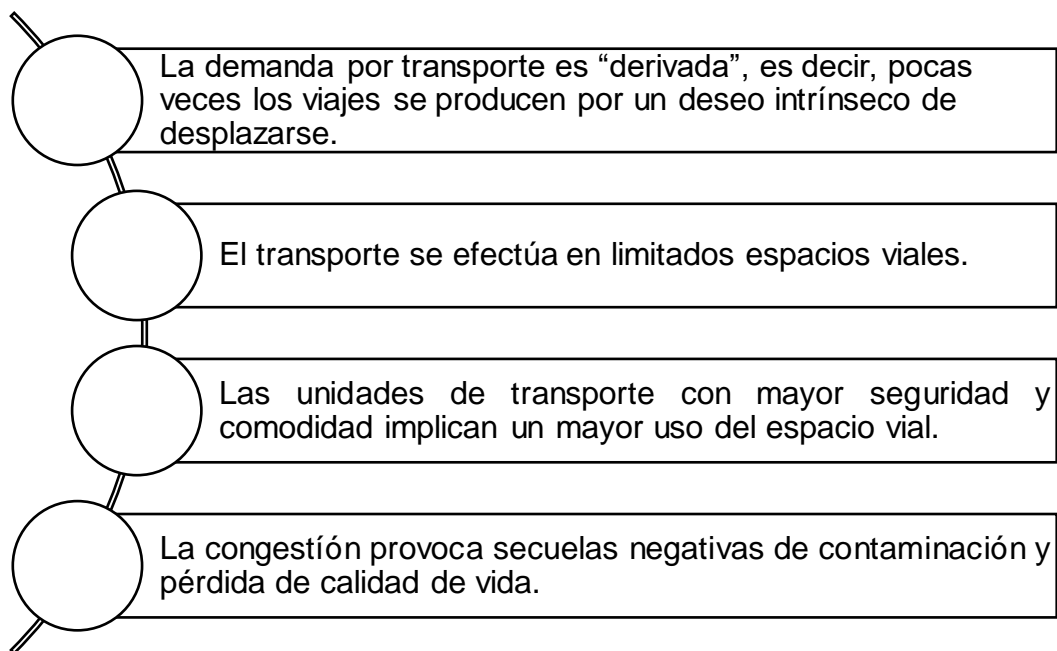 La demanda por transporte es “derivada”, es decir, pocas
veces los viajes se producen por un deseo intrínseco de
desplazarse.
El transporte se efectúa en limitados espacios viales.
Las unidades de transporte con mayor seguridad y
comodidad implican un mayor uso del espacio vial.
La congestíón provoca secuelas negativas de contaminación y
pérdida de calidad de vida.